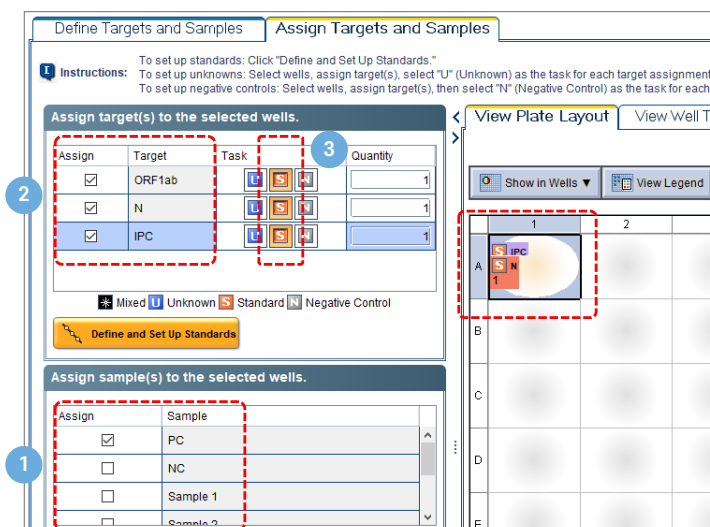 Define Targets and Samples
Assign Targets and Samples
Instructions:
To set up standards: Click "Define and Set Up Standards."
To set up unknowns: Select wells, assign target(s), select "U" (Unknown) as the task for each target assignment
To set up negative controls: Select wells, assign target(s), then select "N" (Negative Control) as the task for each
Assign target(s) to the selected wells.
3
Assign Target Task Quantity
2
ORF1ab U S N 1
N U S N 1
IPC U S N 1
Mixed U Unknown S Standard N Negative Control
Define and Set Up Standards
Assign sample(s) to the selected wells.
Assign Sample
PC
1
NC
Sample 1
Sample 2
View Plate Layout
View Well T
Show in Wells ▼
View Legend
1 2
A
S IPC
S N
1
B
C
D
E